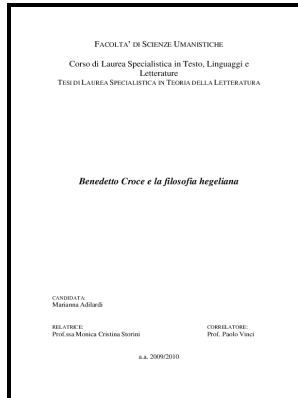 FACOLTA' DI SCIENZE UMANISTICHE
Corso di Laurea Specialistica in Testo, Linguaggi e
Letterature
TESI DI LAUREA SPECIALISTICA IN TEORIA DELLA LETTERATURA
Benedetto Croce e la filosofia hegeliana
CANDIDATA:
Marianna Adilardi
RELATRICE:
Prof.ssa Monica Cristina Storini
CORRELATORE:
Prof. Paolo Vinci
a.a. 2009/2010